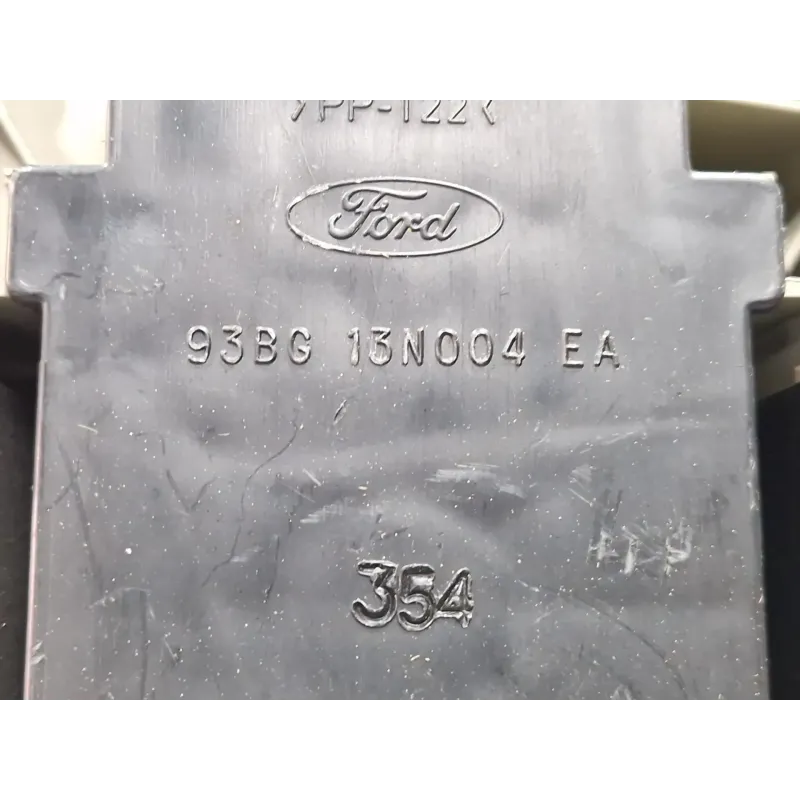 >PP-T22<
Ford
93BG 13N004 EA
354